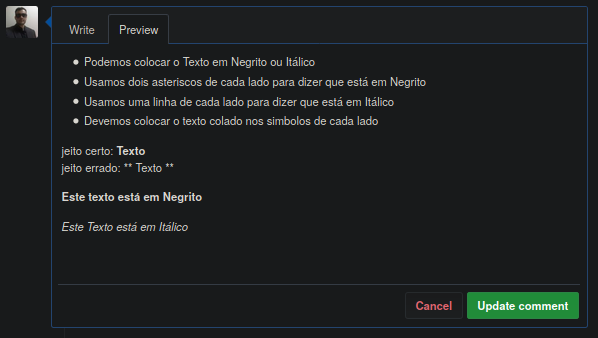 Write Preview
Podemos colocar o Texto em Negrito ou Itálico
Usamos dois asteriscos de cada lado para dizer que está em Negrito
Usamos uma linha de cada lado para dizer que está em Itálico
Devemos colocar o texto colado nos simbolos de cada lado
jeito certo: Texto
jeito errado: ** Texto **
Este texto está em Negrito
Este Texto está em Itálico
Cancel Update comment